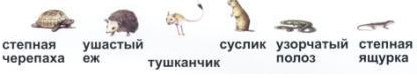 степная ушастый суслик узорчатый степная
черепаха еж тушканчик полоз ящурка